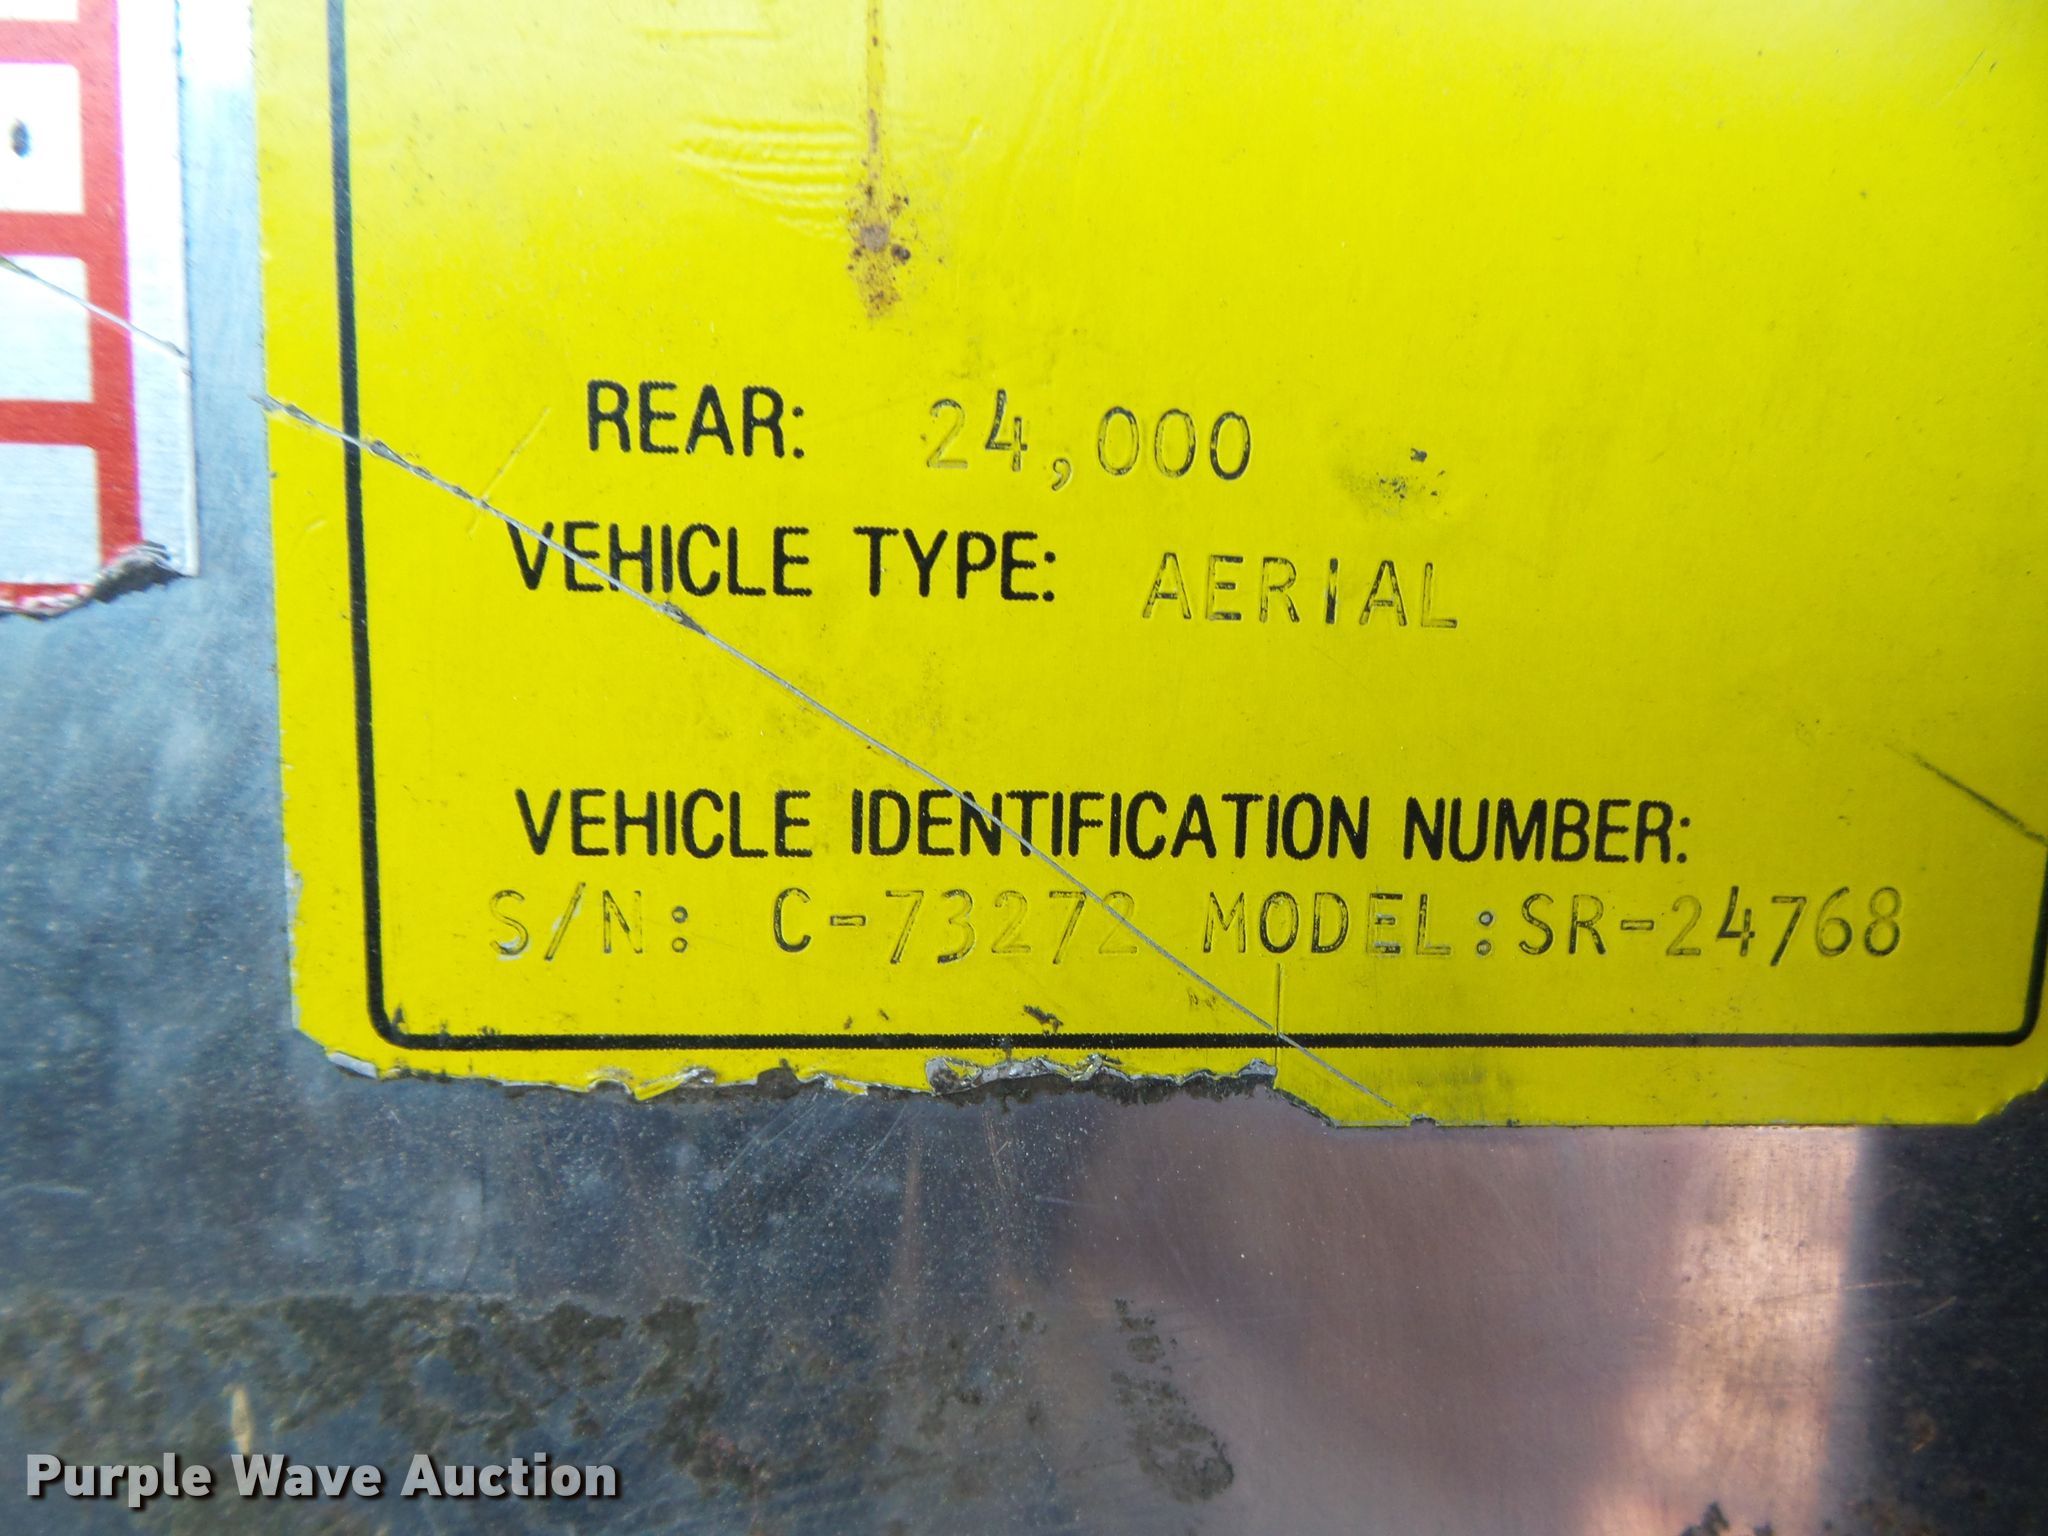 REAR: 24,000
VEHICLE TYPE: AERIAL
VEHICLE IDENTIFICATION NUMBER:
S/N: C-73272 MODEL:SR-24768
Purple Wave Auction